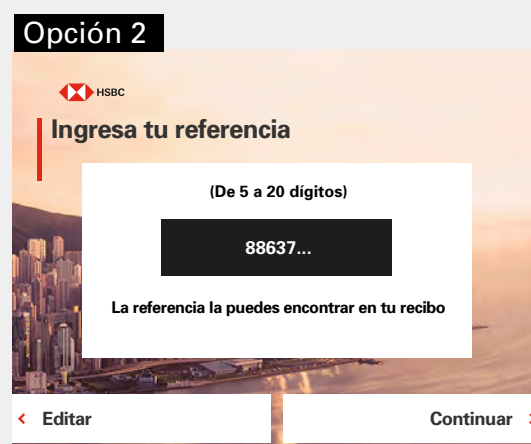 Opción 2
HSBC
Ingresa tu referencia
(De 5 a 20 dígitos)
88637...
La referencia la puedes encontrar en tu recibo
Editar
Continuar